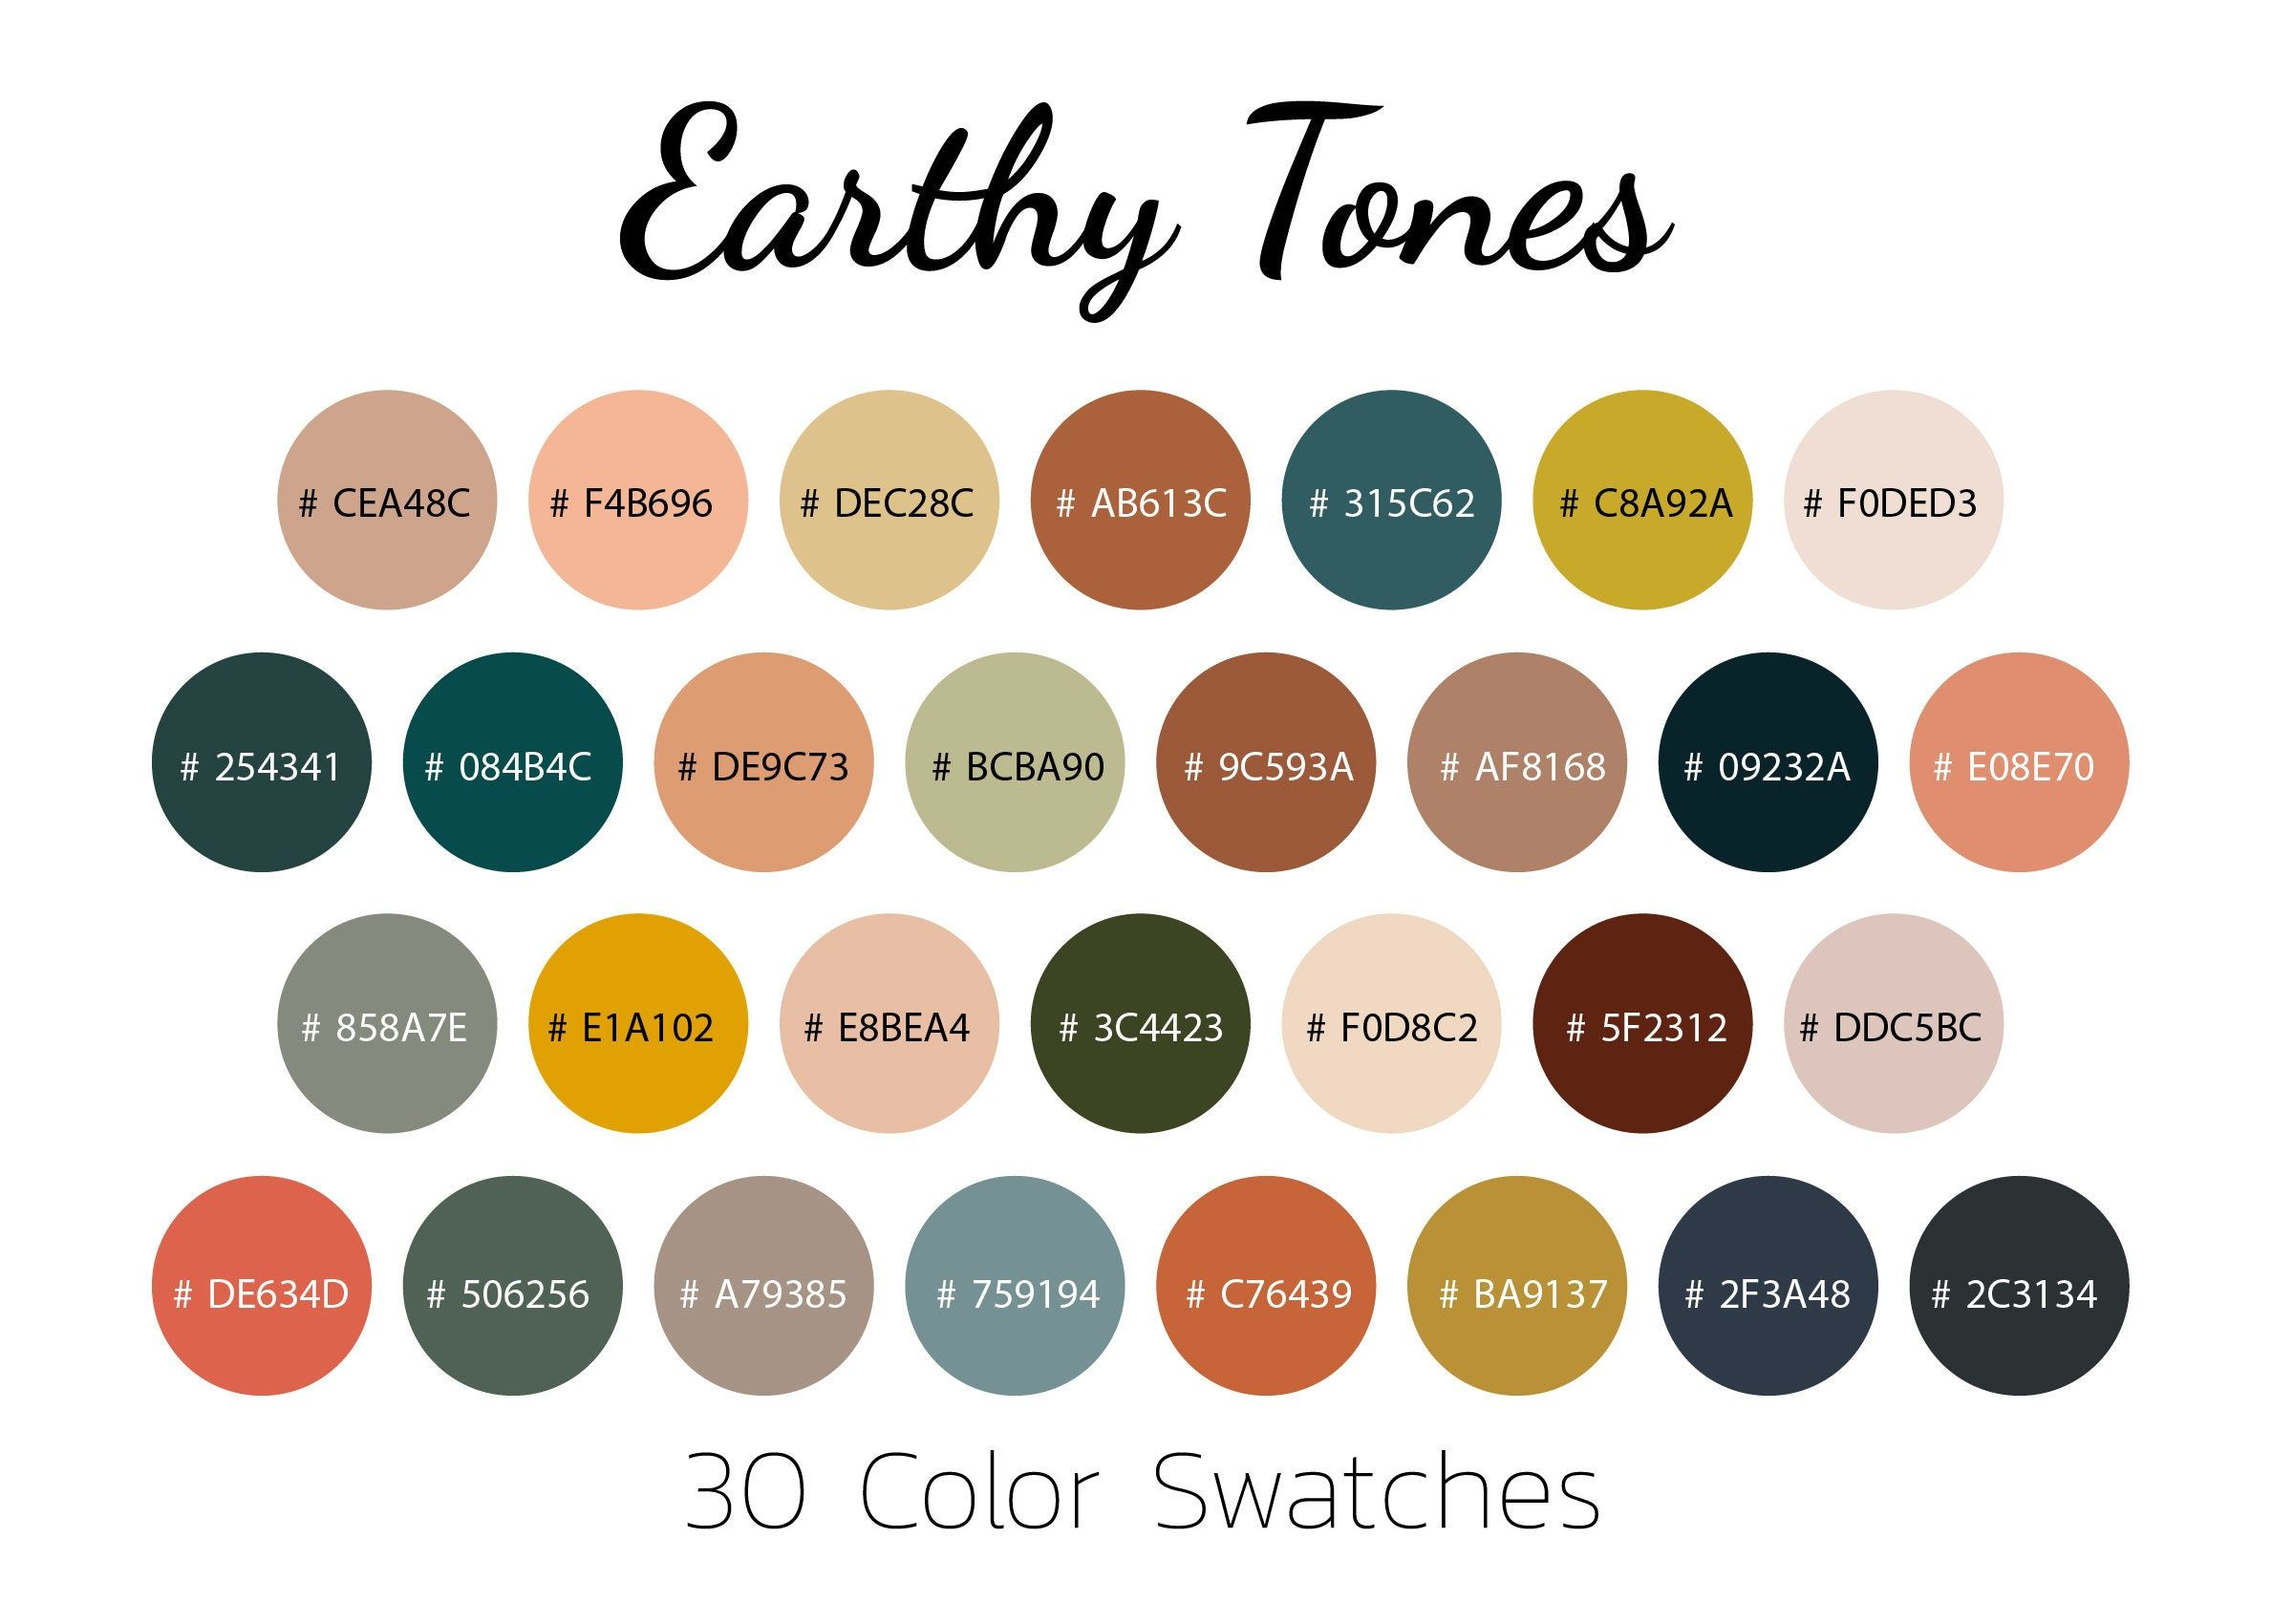 Earthy Tones
# CEA48C # F4B696 # DEC28C # AB613C # 315C62 # C8A92A # F0DED3
# 254341 # 084B4C # DE9C73 # BCBA90 # 9C593A # AF8168 # 09232A # E08E70
# 858A7E # E1A102 # E8BEA4 # 3C4423 # F0D8C2 # 5F2312 # DDC5BC
# DE634D # 506256 # A79385 # 759194 # C76439 # BA9137 # 2F3A48 # 2C3134
30 Color Swatches